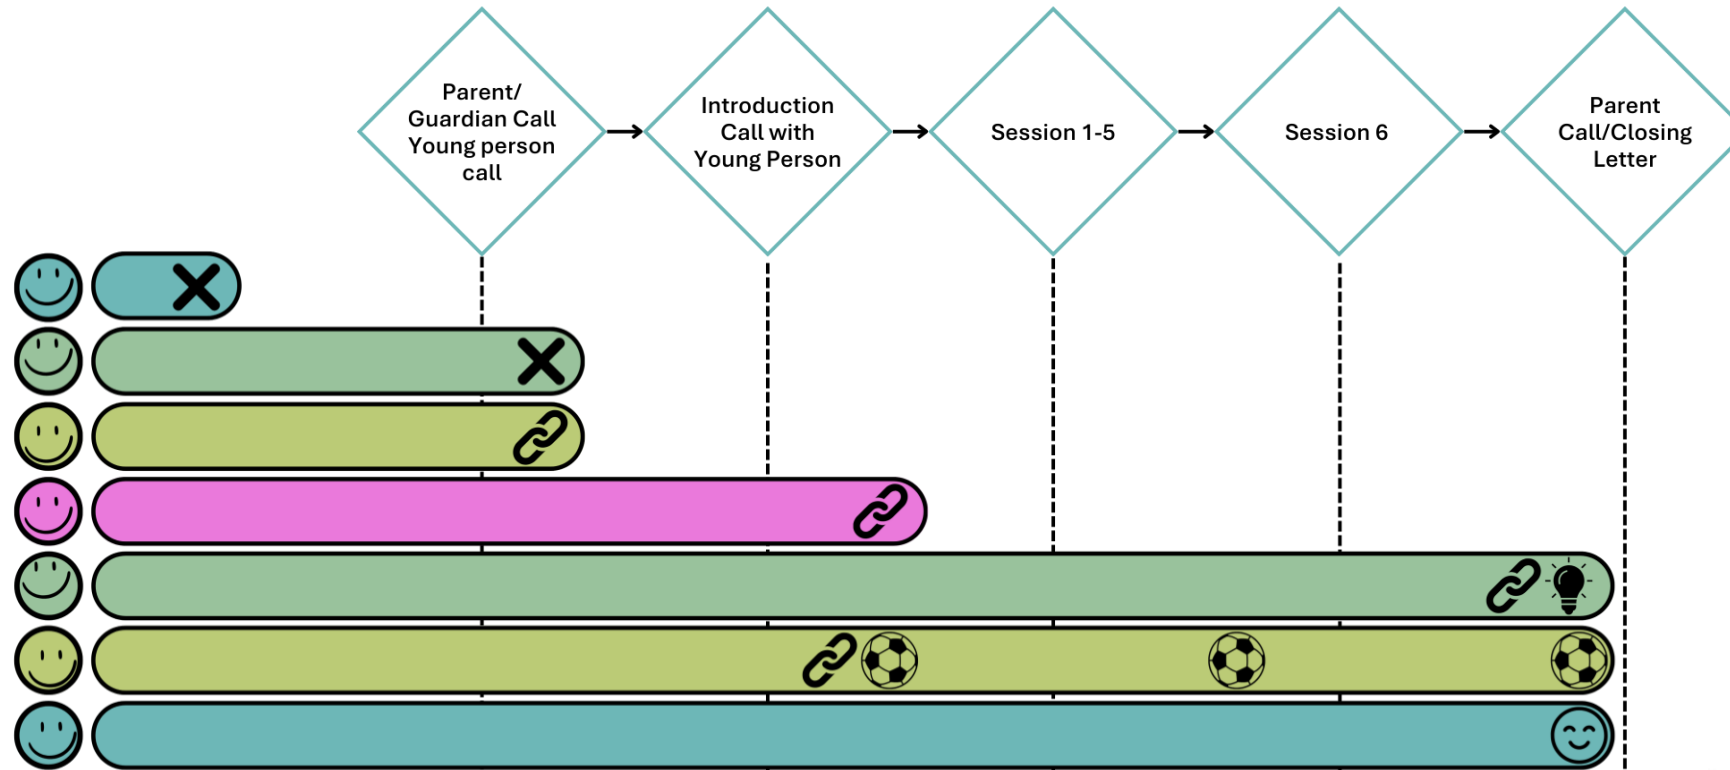 Parent/
Guardian Call
Young person
call
Introduction
Call with
Young Person
Session 1-5
Session 6
Parent
Call/Closing
Letter